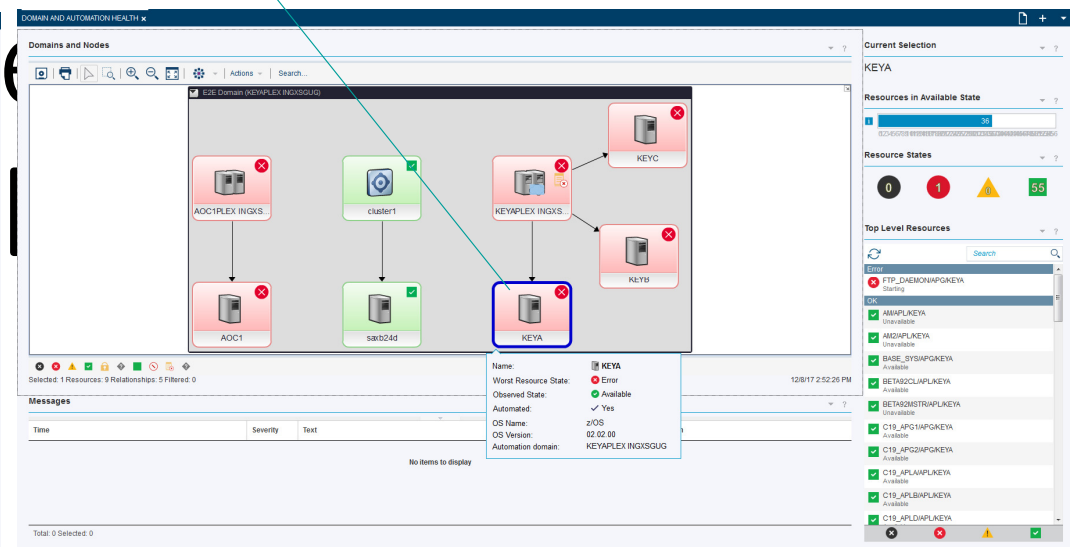 DOMAIN AND AUTOMATION HEALTH
Domains and Nodes
Actions
Search...
E2E Domain (KEYAPLEX INGXSGUG)
KEYC
AOC1PLEX INGXS...
cluster1
KEYAPLEX INGXS...
KEYB
AOC1
saxb24d
KEYA
Selected: 1 Resources: 9 Relationships: 5 Filtered: 0
12/8/17 2:52:26 PM
Name: KEYA
Worst Resource State: Error
Observed State: Available
Automated: Yes
OS Name: z/OS
OS Version: 02.02.00
Automation domain: KEYAPLEX INGXSGUG
Messages
Time Severity Text
No items to display
Total: 0 Selected: 0
Current Selection
KEYA
Resources in Available State
36
Resource States
0 1 0 55
Top Level Resources
Search
Error
FTP_DAEMON/APG/KEYA
Starting
OK
AM/APL/KEYA
Unavailable
AM2/APL/KEYA
Unavailable
BASE_SYS/APG/KEYA
Available
BETA92CL/APL/KEYA
Available
BETA92MSTR/APL/KEYA
Unavailable
C19_APG1/APG/KEYA
Available
C19_APG2/APG/KEYA
Available
C19_APLA/APL/KEYA
Available
C19_APLB/APL/KEYA
Available
C19_APLD/APL/KEYA